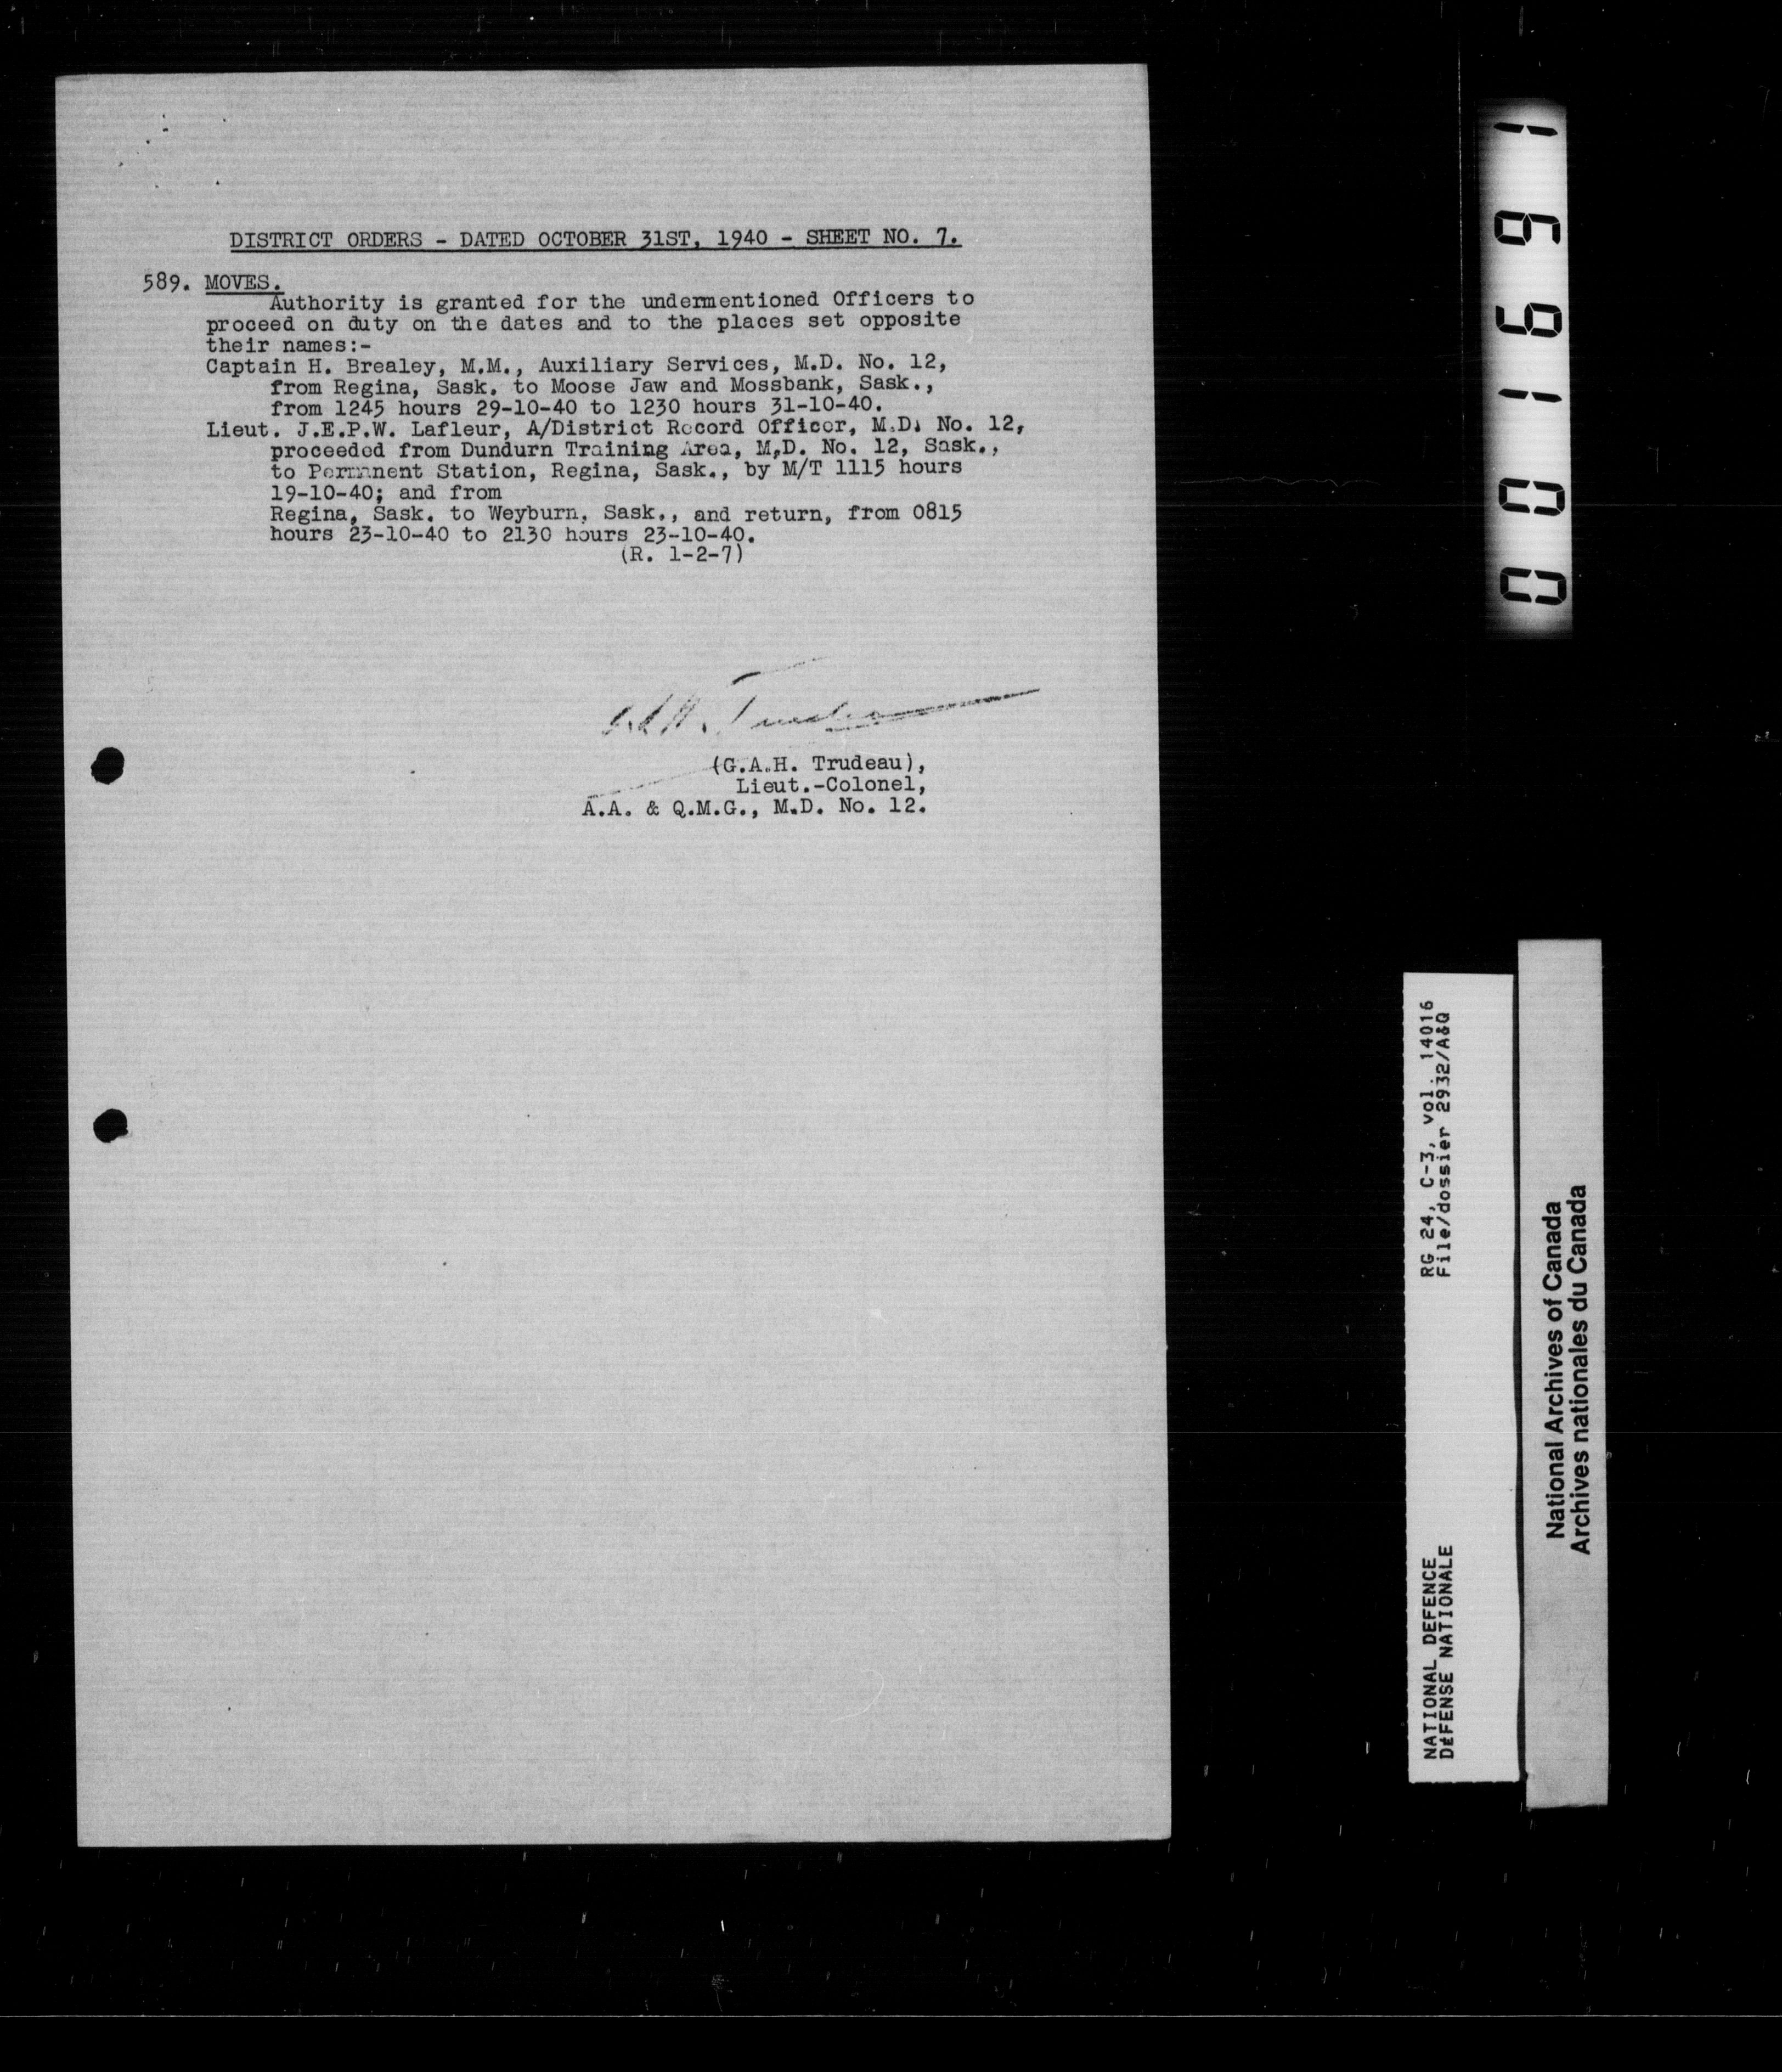 DISTRICT ORDERS - DATED OCTOBER 31ST, 1940 - SHEET NO. 7.
589. MOVES.
Authority is granted for the undermentioned Officers to
proceed on duty on the dates and to the places set opposite
their names:-
Captain H. Brealey, M.M., Auxiliary Services, M.D. No. 12,
from Regina, Sask. to Moose Jaw and Mossbank, Sask.,
from 1245 hours 29-10-40 to 1230 hours 31-10-40.
Lieut. J.E.P.W. Lafleur, A/District Record Officer, M.D. No. 12,
proceeded from Dundurn Training Area, M.D. No. 12, Sask.,
to Permanent Station, Regina, Sask., by M/T 1115 hours
19-10-40; and from
Regina, Sask. to Weyburn, Sask., and return, from 0815
hours 23-10-40 to 2130 hours 23-10-40.
(R. 1-2-7)
(G.A.H. Trudeau),
Lieut.-Colonel,
A.A. & Q.M.G., M.D. No. 12.
001691
RG 24, C-3, vol. 14016
File/dossier 2932/A&Q
NATIONAL DEFENCE
DÉFENSE NATIONALE
National Archives of Canada
Archives nationales du Canada